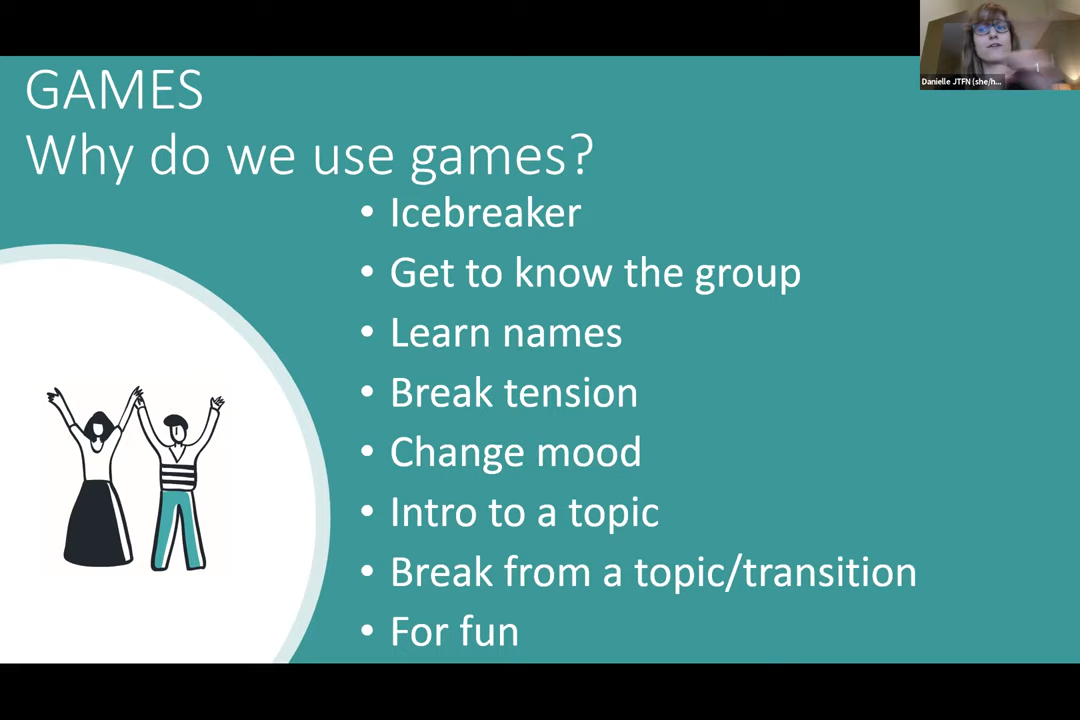 Danielle JTFN (she/h...
GAMES
Why do we use games?
• Icebreaker
• Get to know the group
• Learn names
• Break tension
• Change mood
• Intro to a topic
• Break from a topic/transition
• For fun